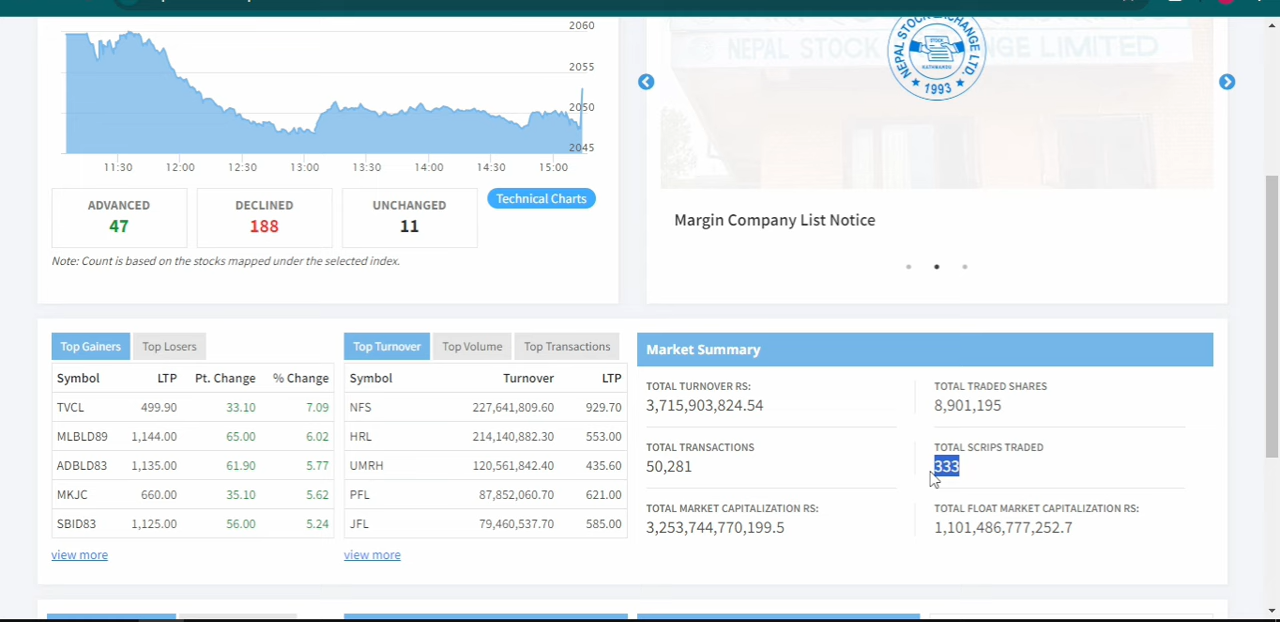 2060
2055
2050
2045
11:30 12:00 12:30 13:00 13:30 14:00 14:30 15:00
ADVANCED
47
DECLINED
188
UNCHANGED
11
Technical Charts
Note: Count is based on the stocks mapped under the selected index.
NEPAL STOCK EXCHANGE LIMITED
NEPAL STOCK EXCHANGE LTD.
STOCK
KATHMANDU
★ 1993 ★
Margin Company List Notice
Top Gainers Top Losers
Symbol LTP Pt. Change % Change
TVCL 499.90 33.10 7.09
MLBLD89 1,144.00 65.00 6.02
ADBLD83 1,135.00 61.90 5.77
MKJC 660.00 35.10 5.62
SBID83 1,125.00 56.00 5.24
view more
Top Turnover Top Volume Top Transactions
Symbol Turnover LTP
NFS 227,641,809.60 929.70
HRL 214,140,882.30 553.00
UMRH 120,561,842.40 435.60
PFL 87,852,060.70 621.00
JFL 79,460,537.70 585.00
view more
Market Summary
TOTAL TURNOVER RS:
3,715,903,824.54
TOTAL TRADED SHARES
8,901,195
TOTAL TRANSACTIONS
50,281
TOTAL SCRIPS TRADED
333
TOTAL MARKET CAPITALIZATION RS:
3,253,744,770,199.5
TOTAL FLOAT MARKET CAPITALIZATION RS:
1,101,486,777,252.7